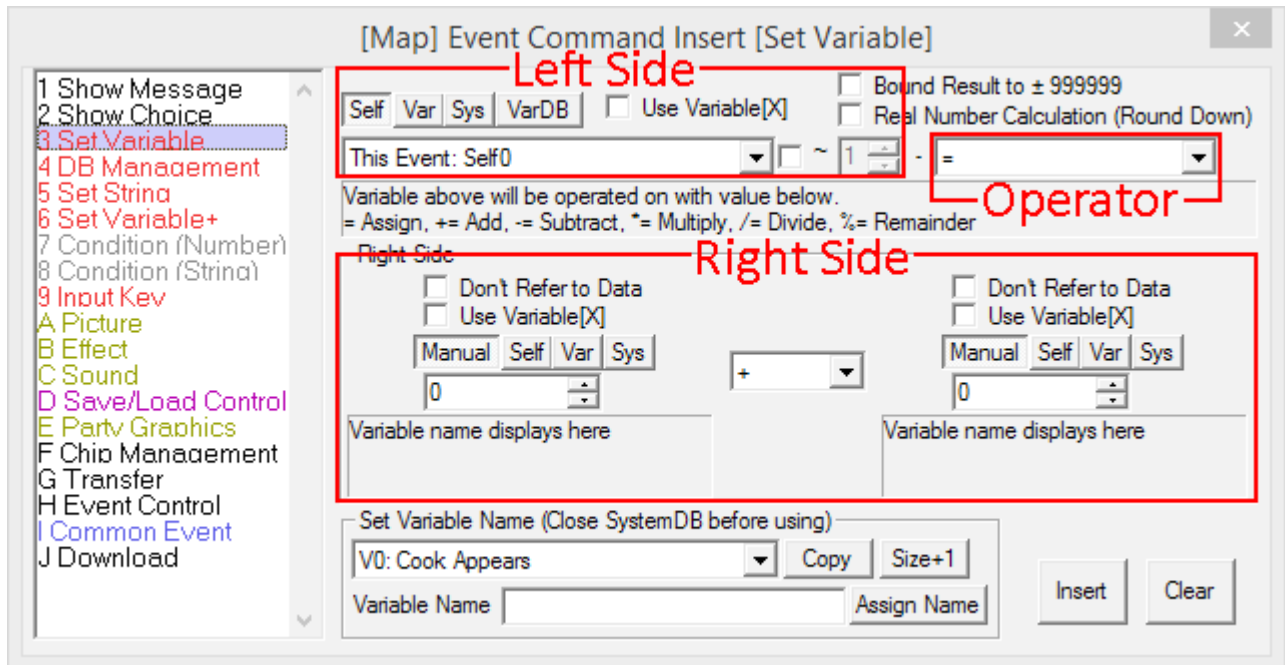 [Map] Event Command Insert [Set Variable]
×
1 Show Message
2 Show Choice
3 Set Variable
4 DB Management
5 Set String
6 Set Variable+
7 Condition (Number)
8 Condition (String)
9 Input Key
A Picture
B Effect
C Sound
D Save/Load Control
E Party Graphics
F Chip Management
G Transfer
H Event Control
I Common Event
J Download
Left Side
Self Var Sys VarDB Use Variable[X]
Bound Result to ± 999999
Real Number Calculation (Round Down)
This Event: Self0 ~ 1 - =
Operator
Variable above will be operated on with value below.
= Assign, += Add, -= Subtract, *= Multiply, /= Divide, %= Remainder
Right Side
Right Side
Don't Refer to Data
Use Variable[X]
Manual Self Var Sys
0
Variable name displays here
+
Don't Refer to Data
Use Variable[X]
Manual Self Var Sys
0
Variable name displays here
Set Variable Name (Close SystemDB before using)
V0: Cook Appears Copy Size+1
Variable Name Assign Name
Insert Clear